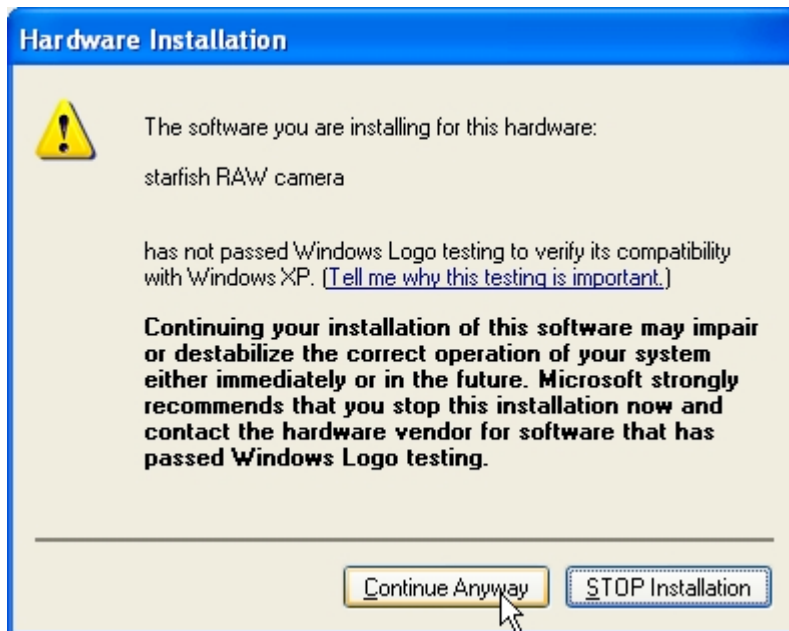 Hardware Installation
The software you are installing for this hardware:
starfish RAW camera
has not passed Windows Logo testing to verify its compatibility
with Windows XP. (Tell me why this testing is important.)
Continuing your installation of this software may impair
or destabilize the correct operation of your system
either immediately or in the future. Microsoft strongly
recommends that you stop this installation now and
contact the hardware vendor for software that has
passed Windows Logo testing.
Continue Anyway STOP Installation